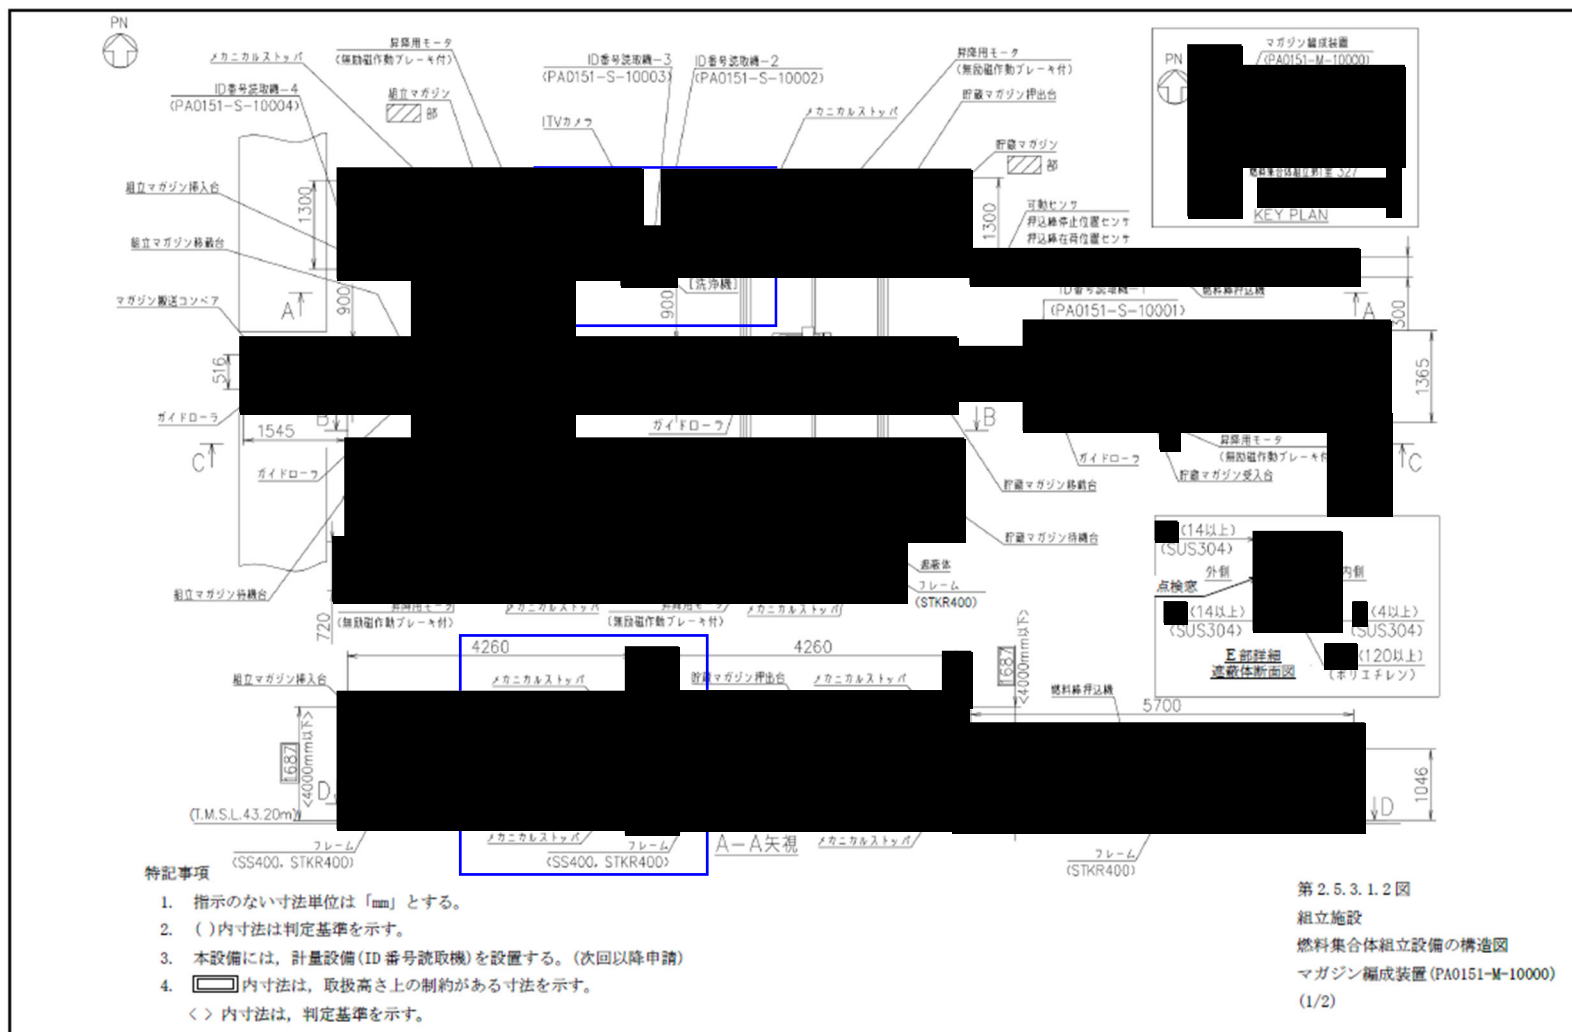 PN
メカニカルストッパ
昇降用モータ
(無励磁作動ブレーキ付)
ID番号読取機-3
(PA0151-S-10003)
ID番号読取機-2
(PA0151-S-10002)
昇降用モータ
(無励磁作動ブレーキ付)
マガジン編成装置
(PA0151-M-10000)
PN
ID番号読取機-4
(PA0151-S-10004)
組立マガジン
部
貯蔵マガジン押出台
ITVカメラ
メカニカルストッパ
貯蔵マガジン
部
KEY PLAN
組立マガジン挿入台
1300
1300
可動センサ
押込棒停止位置センサ
押込棒在荷位置センサ
組立マガジン移載台
[洗浄機]
燃料棒押込機
ID番号読取機-1
(PA0151-S-10001)
マガジン搬送コンベア
A
900
900
A
300
516
1365
ガイドローラ
B
ガイドローラ
B
1545
C
昇降用モータ
(無励磁作動ブレーキ付
C
ガイドローラ
ガイドローラ
貯蔵マガジン受入台
貯蔵マガジン移載台
貯蔵マガジン待機台
(14以上)
(SUS304)
外側
内側
点検窓
遮蔽体
フレーム
(STKR400)
組立マガジン待機台
720
昇降用モータ
(無励磁作動ブレーキ付)
メカニカルストッパ
昇降用モータ
(無励磁作動ブレーキ付)
メカニカルストッパ
(14以上)
(SUS304)
(4以上)
(SUS304)
E部詳細
遮蔽体断面図
(120以上)
(ポリエチレン)
4260
4260
1687
<4000mm以下>
組立マガジン挿入台
メカニカルストッパ
貯蔵マガジン押出台
メカニカルストッパ
燃料棒押込機
5700
1687
<4000mm以下>
D
1046
D
(T.M.S.L.43.20m)
フレーム
(SS400, STKR400)
メカニカルストッパ
フレーム
(SS400, STKR400)
A-A矢視
メカニカルストッパ
フレーム
(STKR400)
特記事項
1. 指示のない寸法単位は「mm」とする。
2. ( )内寸法は判定基準を示す。
3. 本設備には，計量設備(ID番号読取機)を設置する。(次回以降申請)
4. 内寸法は，取扱高さ上の制約がある寸法を示す。
< > 内寸法は，判定基準を示す。
第2.5.3.1.2図
組立施設
燃料集合体組立設備の構造図
マガジン編成装置(PA0151-M-10000)
(1/2)